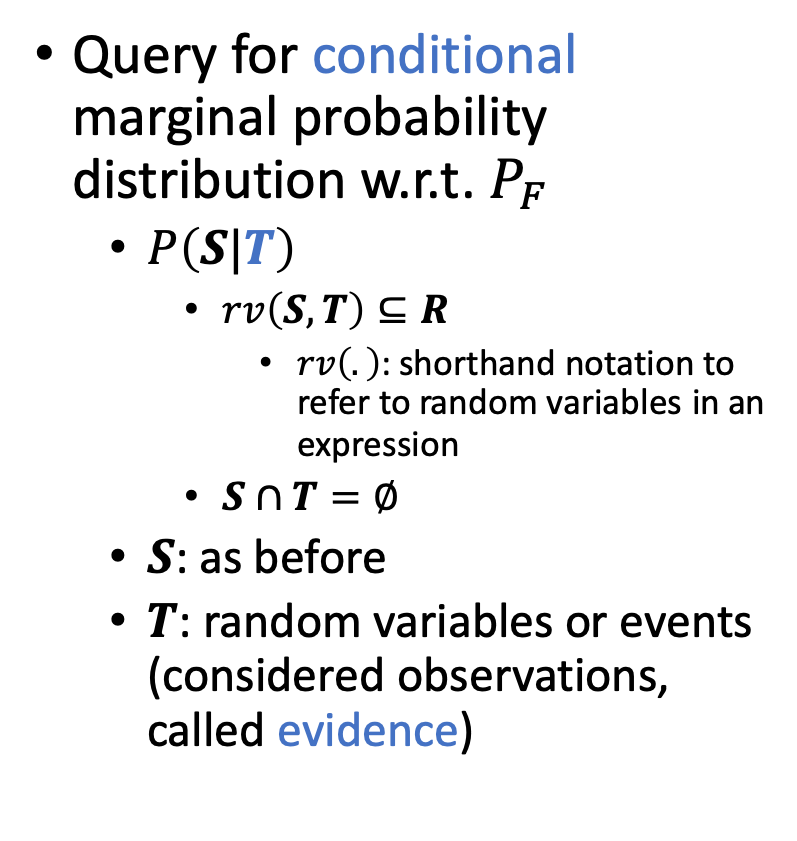 • Query for conditional
marginal probability
distribution w.r.t. P_F
• P(S|T)
• rv(S, T) ⊆ R
• rv(. ): shorthand notation to
refer to random variables in an
expression
• S ∩ T = ∅
• S: as before
• T: random variables or events
(considered observations,
called evidence)